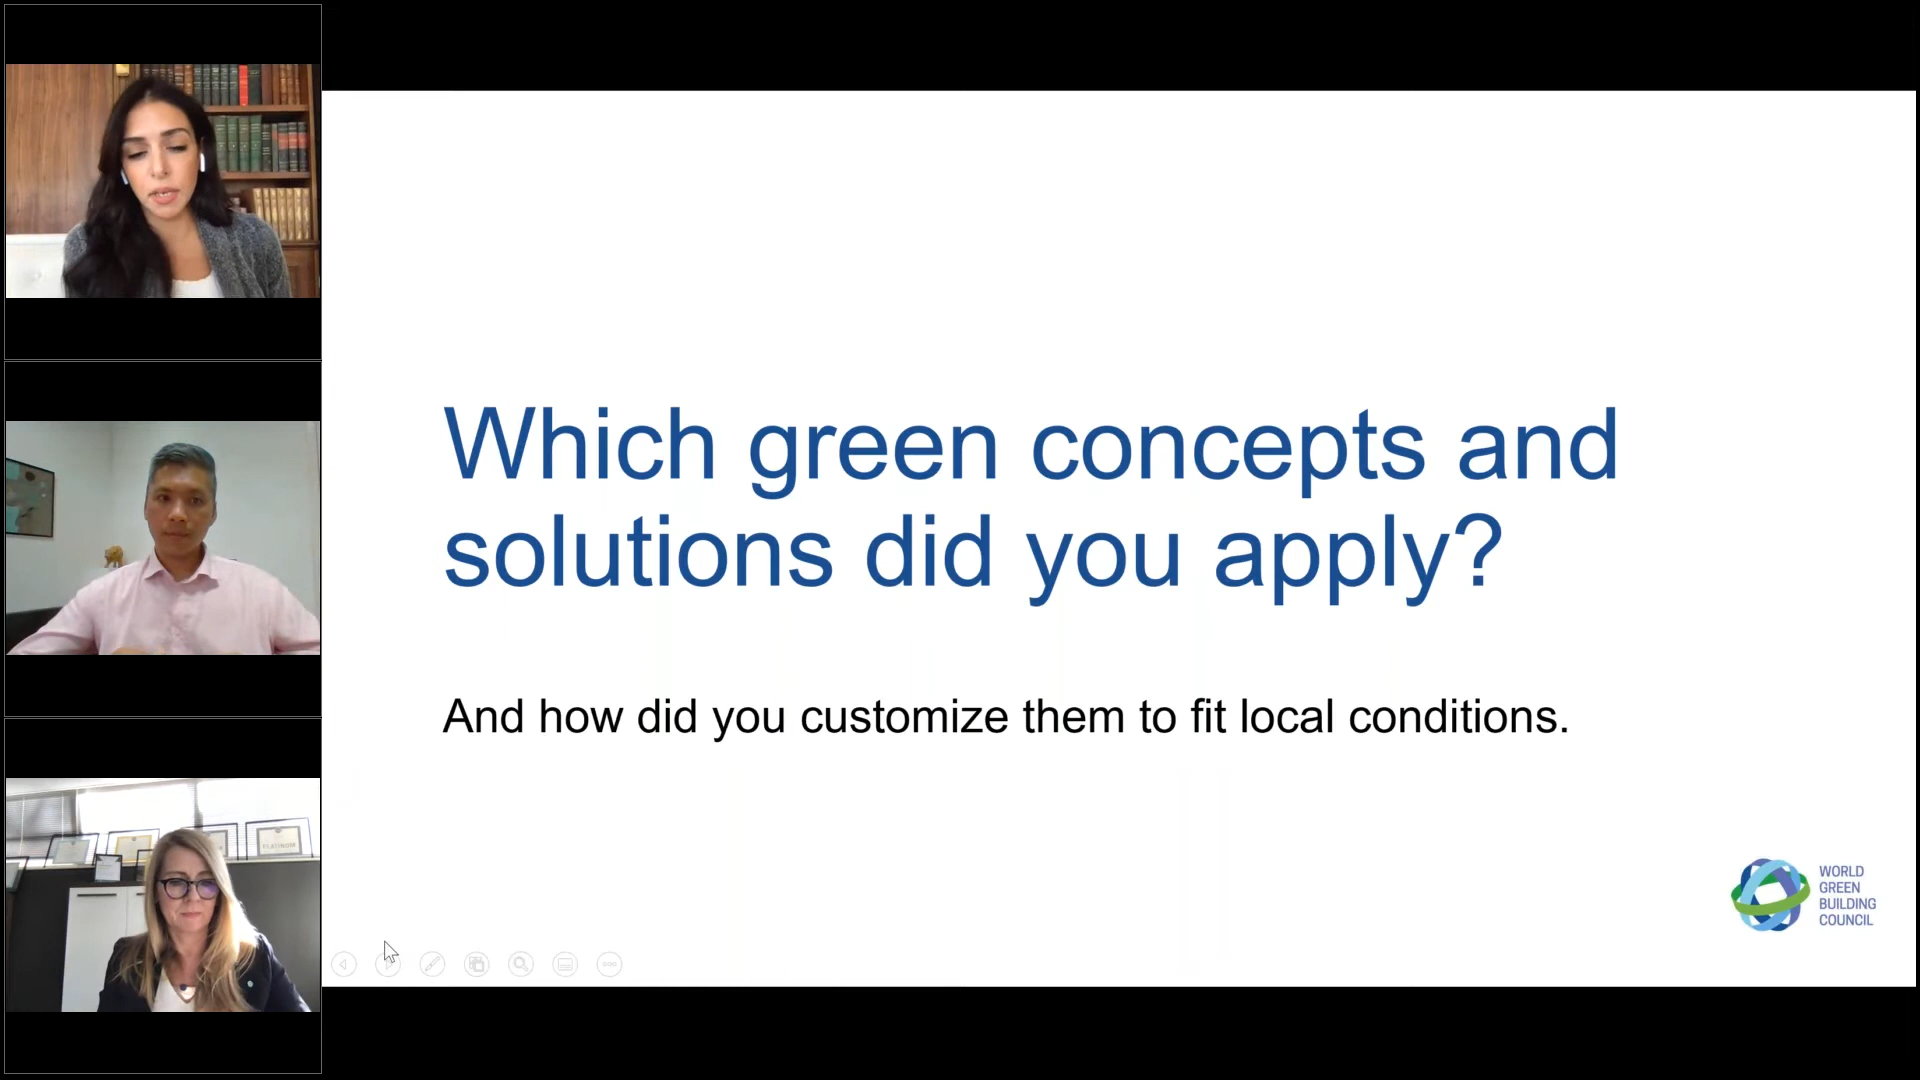 Which green concepts and
solutions did you apply?
And how did you customize them to fit local conditions.
WORLD
GREEN
BUILDING
COUNCIL
PLATINUM